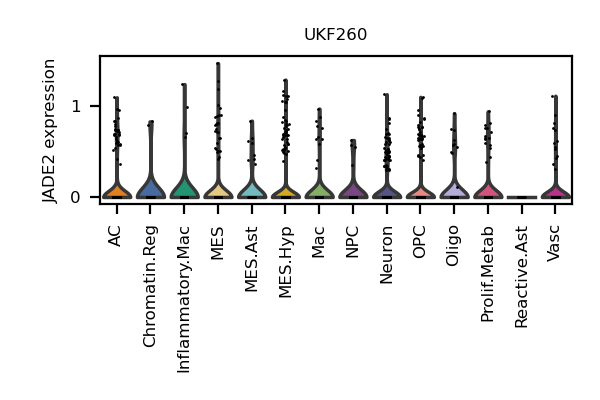 UKF260
JADE2 expression
1
0
AC
Chromatin.Reg
Inflammatory.Mac
MES
MES.Ast
MES.Hyp
Mac
NPC
Neuron
OPC
Oligo
Prolif.Metab
Reactive.Ast
Vasc